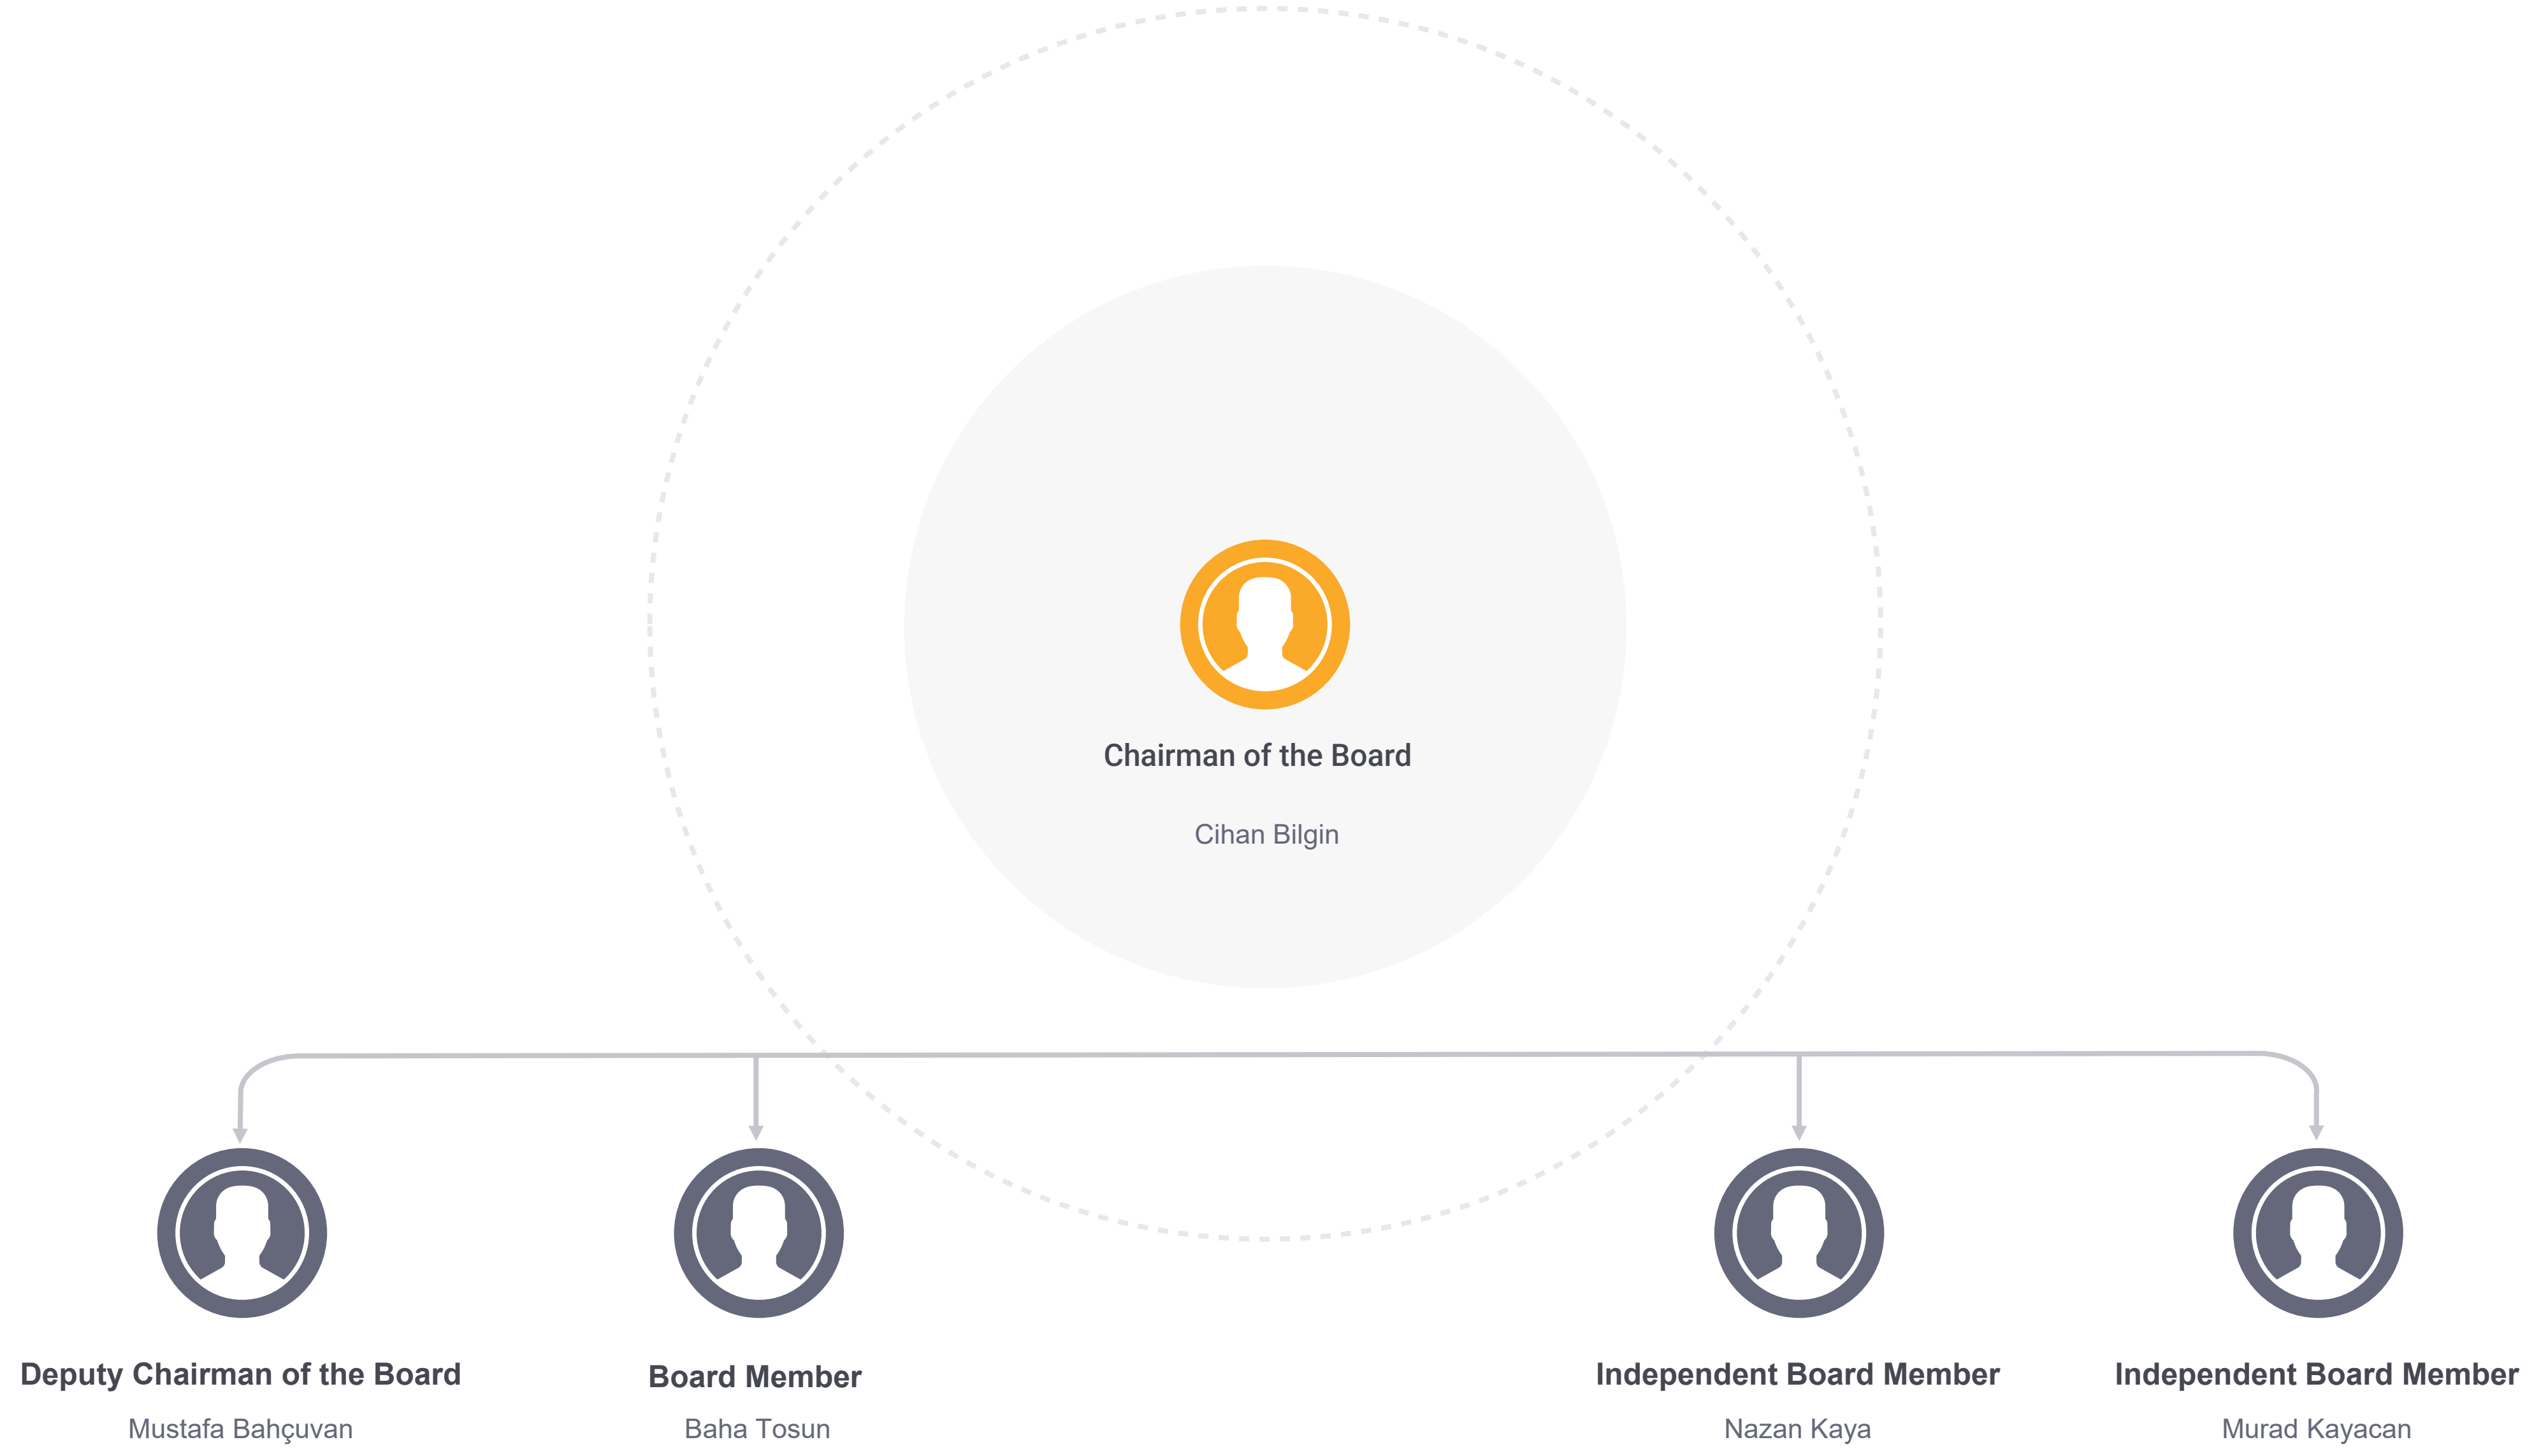 Chairman of the Board
Cihan Bilgin
Deputy Chairman of the Board
Mustafa Bahçuvan
Board Member
Baha Tosun
Independent Board Member
Nazan Kaya
Independent Board Member
Murad Kayacan